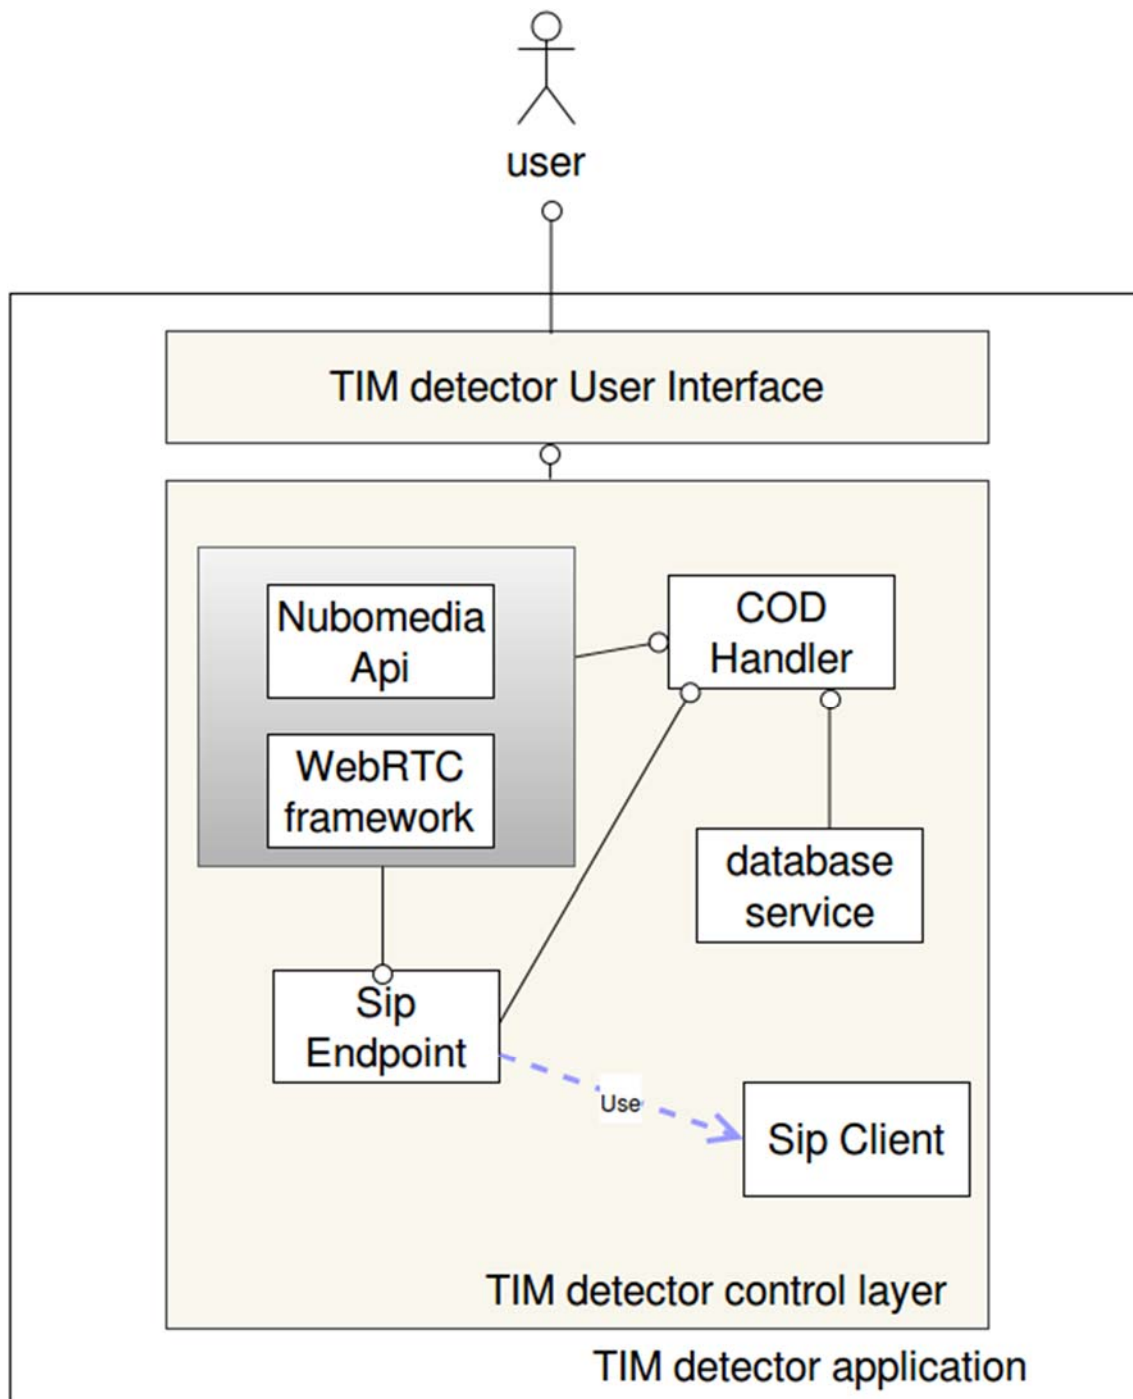 user
TIM detector User Interface
Nubomedia
Api
COD
Handler
WebRTC
framework
database
service
Sip
Endpoint
Use
Sip Client
TIM detector control layer
TIM detector application